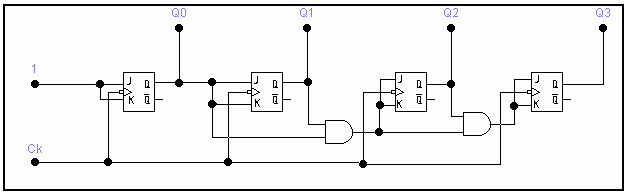 Q0 Q1 Q2 Q3
1
J Q J Q J Q J Q
K Q̅ K Q̅ K Q̅ K Q̅
Ck